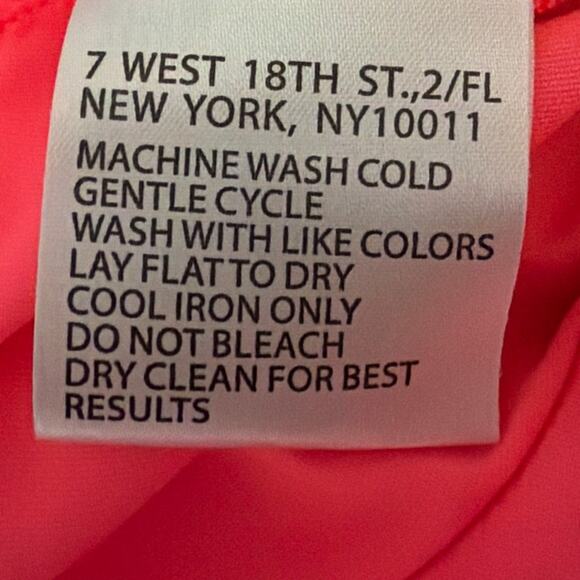 7 WEST 18TH ST.,2/FL
NEW YORK, NY10011
MACHINE WASH COLD
GENTLE CYCLE
WASH WITH LIKE COLORS
LAY FLAT TO DRY
COOL IRON ONLY
DO NOT BLEACH
DRY CLEAN FOR BEST
RESULTS